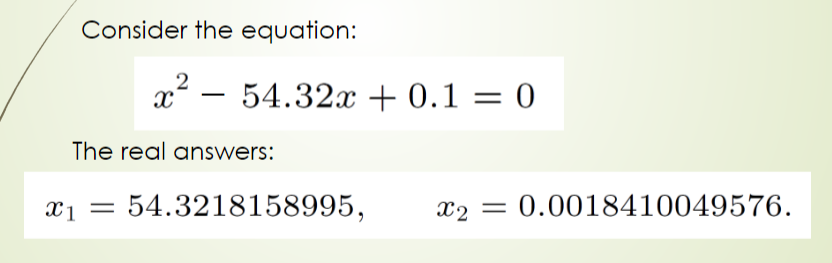 Consider the equation:
x² − 54.32x + 0.1 = 0
The real answers:
x₁ = 54.3218158995, x₂ = 0.0018410049576.